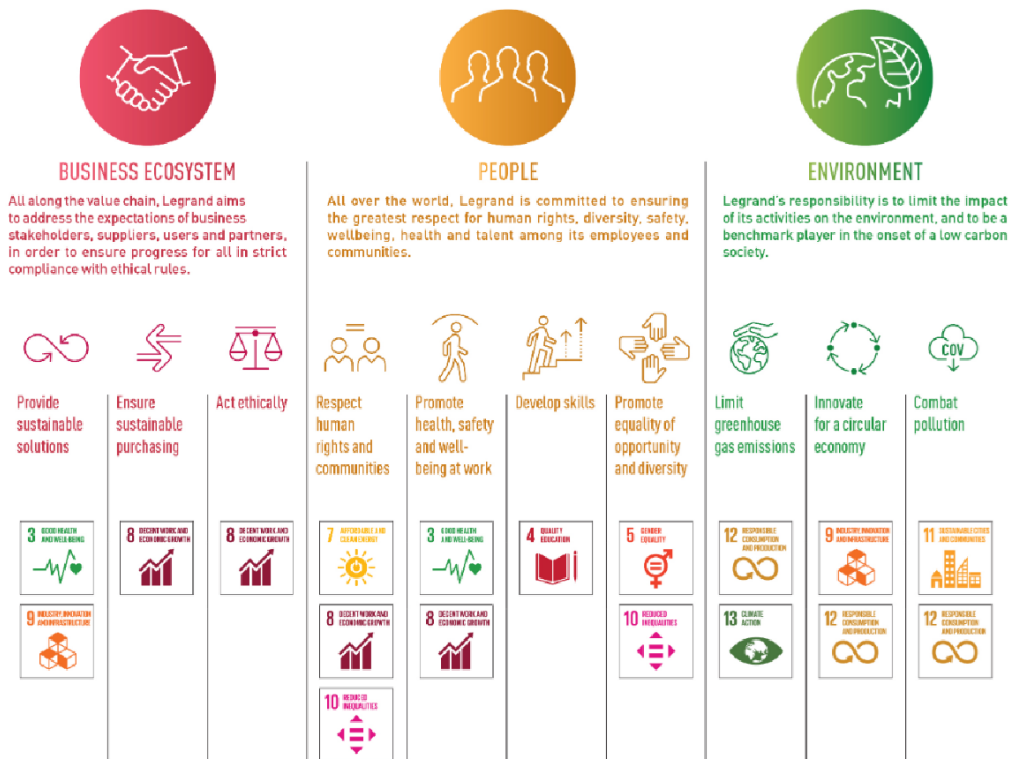 BUSINESS ECOSYSTEM
All along the value chain, Legrand aims
to address the expectations of business
stakeholders, suppliers, users and partners,
in order to ensure progress for all in strict
compliance with ethical rules.
PEOPLE
All over the world, Legrand is committed to ensuring
the greatest respect for human rights, diversity, safety,
wellbeing, health and talent among its employees and
communities.
ENVIRONMENT
Legrand's responsibility is to limit the impact
of its activities on the environment, and to be a
benchmark player in the onset of a low carbon
society.
COV
Provide
sustainable
solutions
Ensure
sustainable
purchasing
Act ethically
Respect
human
rights and
communities
Promote
health, safety
and well-
being at work
Develop skills
Promote
equality of
opportunity
and diversity
Limit
greenhouse
gas emissions
Innovate
for a circular
economy
Combat
pollution
3 GOOD HEALTH
AND WELL-BEING
9 INDUSTRY, INNOVATION
AND INFRASTRUCTURE
8 DECENT WORK AND
ECONOMIC GROWTH
8 DECENT WORK AND
ECONOMIC GROWTH
7 AFFORDABLE AND
CLEAN ENERGY
8 DECENT WORK AND
ECONOMIC GROWTH
10 REDUCED
INEQUALITIES
3 GOOD HEALTH
AND WELL-BEING
8 DECENT WORK AND
ECONOMIC GROWTH
4 QUALITY
EDUCATION
5 GENDER
EQUALITY
10 REDUCED
INEQUALITIES
12 RESPONSIBLE
CONSUMPTION
AND PRODUCTION
13 CLIMATE
ACTION
9 INDUSTRY, INNOVATION
AND INFRASTRUCTURE
12 RESPONSIBLE
CONSUMPTION
AND PRODUCTION
11 SUSTAINABLE CITIES
AND COMMUNITIES
12 RESPONSIBLE
CONSUMPTION
AND PRODUCTION